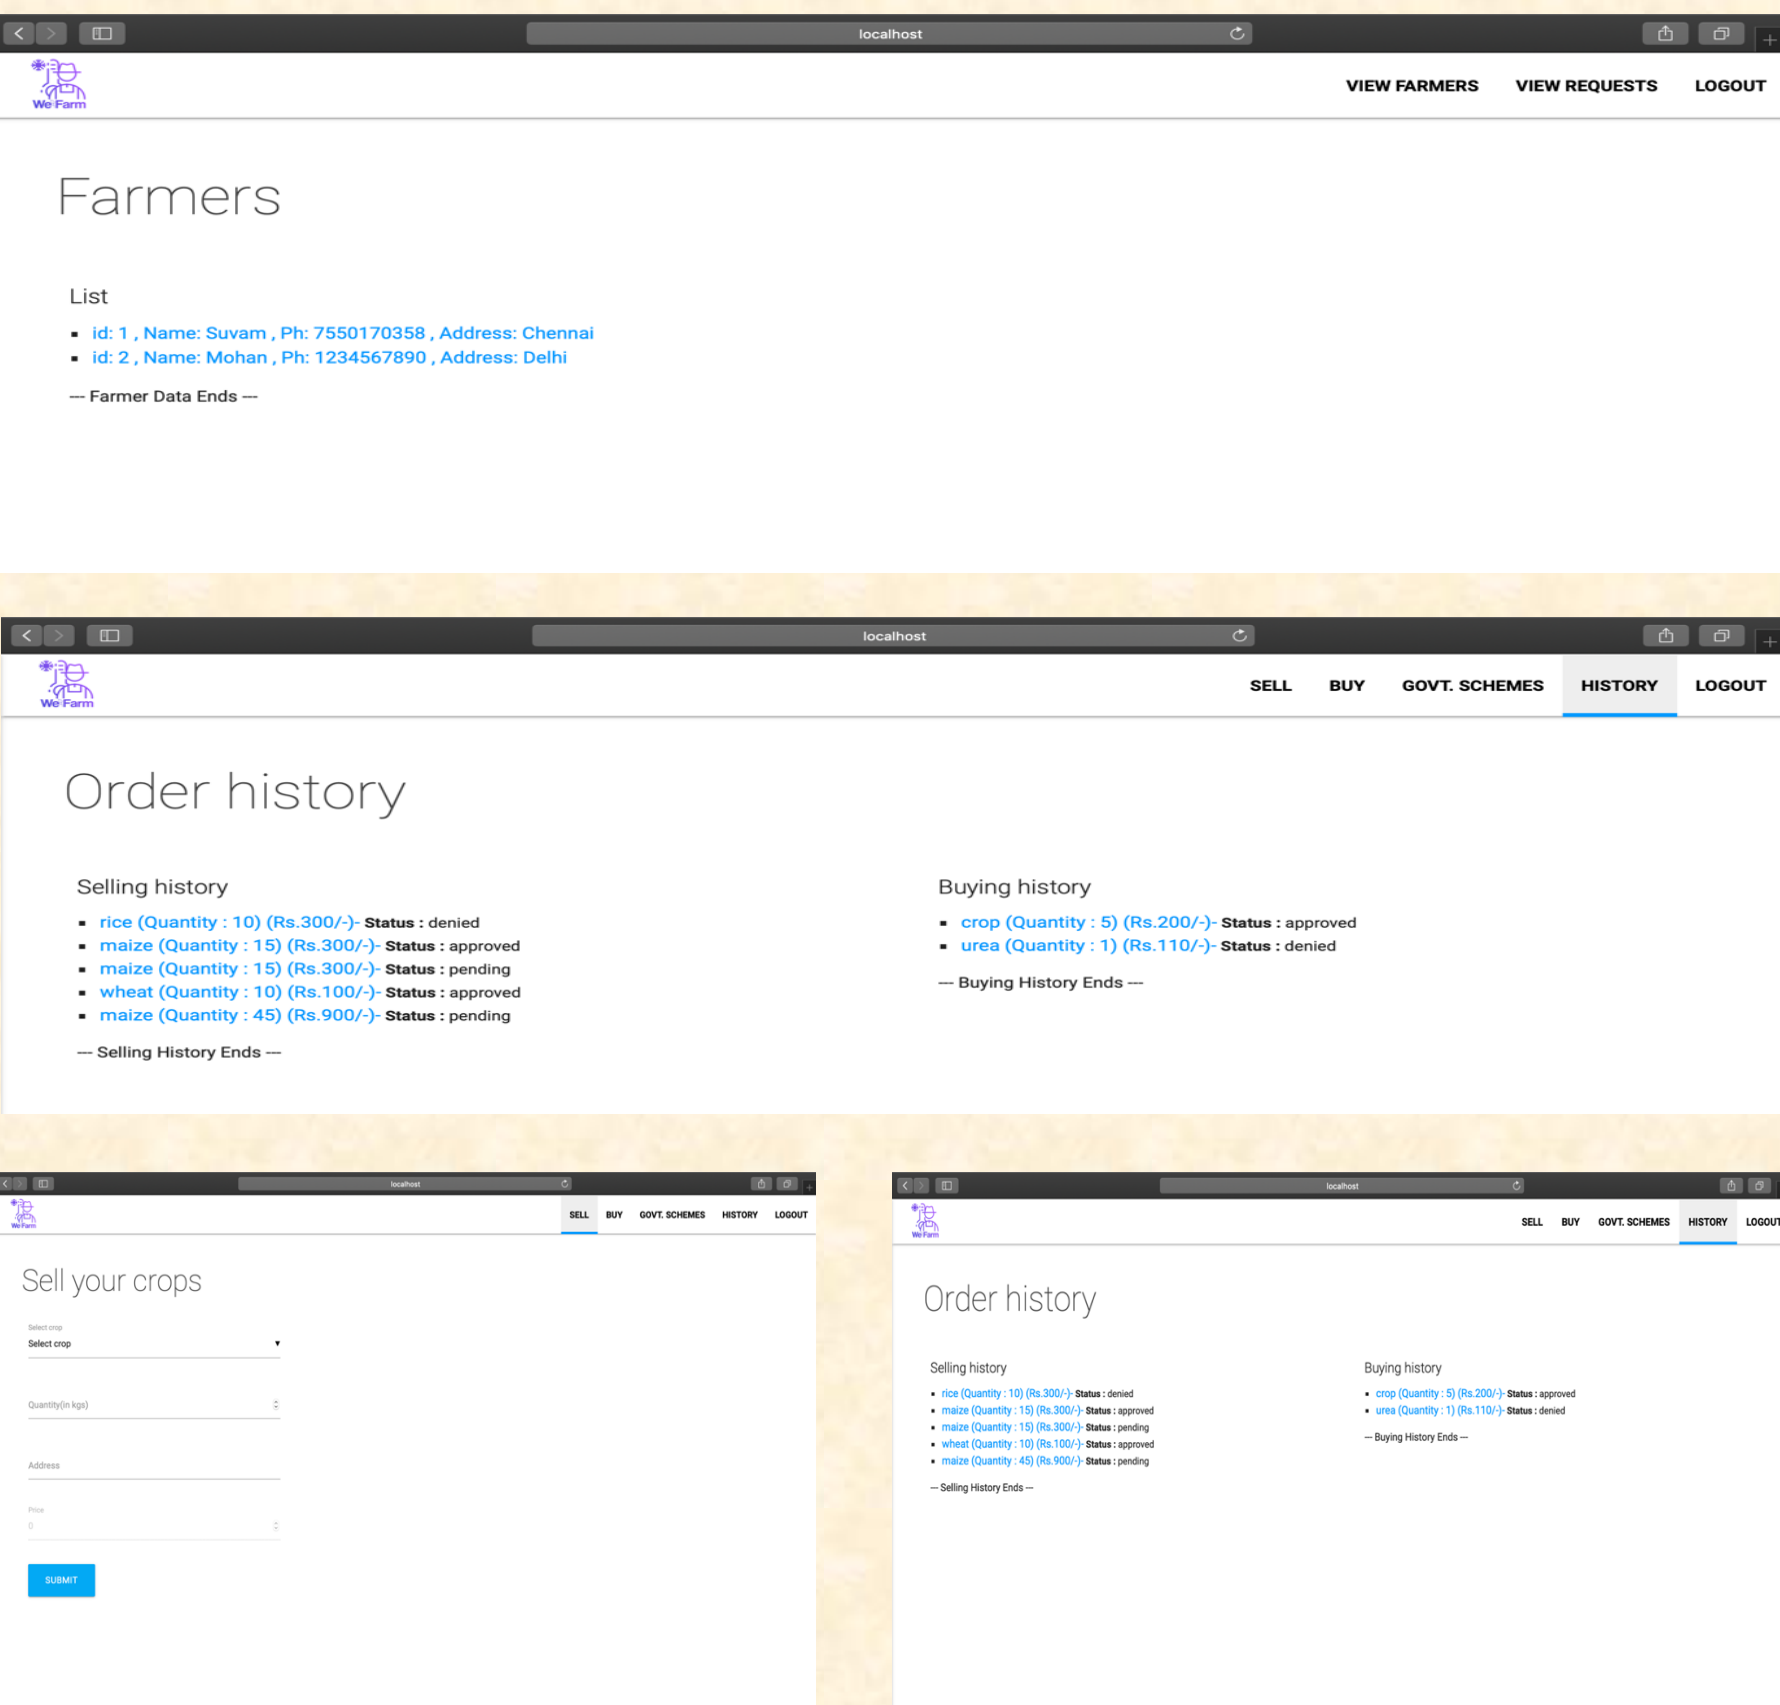 localhost
We Farm
VIEW FARMERS VIEW REQUESTS LOGOUT
Farmers
List
id: 1 , Name: Suvam , Ph: 7550170358 , Address: Chennai
id: 2 , Name: Mohan , Ph: 1234567890 , Address: Delhi
--- Farmer Data Ends ---
localhost
We Farm
SELL BUY GOVT. SCHEMES HISTORY LOGOUT
Order history
Selling history
rice (Quantity : 10) (Rs.300/-)- Status : denied
maize (Quantity : 15) (Rs.300/-)- Status : approved
maize (Quantity : 15) (Rs.300/-)- Status : pending
wheat (Quantity : 10) (Rs.100/-)- Status : approved
maize (Quantity : 45) (Rs.900/-)- Status : pending
--- Selling History Ends ---
Buying history
crop (Quantity : 5) (Rs.200/-)- Status : approved
urea (Quantity : 1) (Rs.110/-)- Status : denied
--- Buying History Ends ---
localhost
We Farm
SELL BUY GOVT. SCHEMES HISTORY LOGOUT
Sell your crops
Select crop
Select crop
Quantity(in kgs)
Address
Price
0
SUBMIT
localhost
We Farm
SELL BUY GOVT. SCHEMES HISTORY LOGOUT
Order history
Selling history
rice (Quantity : 10) (Rs.300/-)- Status : denied
maize (Quantity : 15) (Rs.300/-)- Status : approved
maize (Quantity : 15) (Rs.300/-)- Status : pending
wheat (Quantity : 10) (Rs.100/-)- Status : approved
maize (Quantity : 45) (Rs.900/-)- Status : pending
--- Selling History Ends ---
Buying history
crop (Quantity : 5) (Rs.200/-)- Status : approved
urea (Quantity : 1) (Rs.110/-)- Status : denied
--- Buying History Ends ---